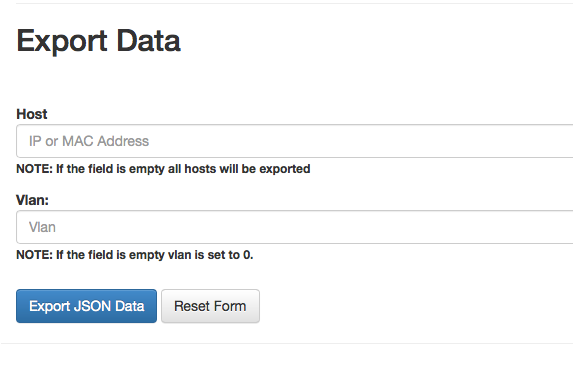 Export Data
Host
IP or MAC Address
NOTE: If the field is empty all hosts will be exported
Vlan:
Vlan
NOTE: If the field is empty vlan is set to 0.
Export JSON Data Reset Form